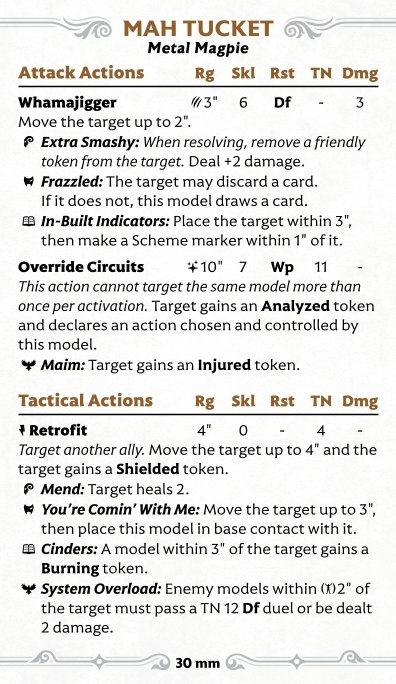 MAH TUCKET
Metal Magpie
Attack Actions Rg Skl Rst TN Dmg
Whamajigger 3" 6 Df - 3
Move the target up to 2".
Extra Smashy: When resolving, remove a friendly
token from the target. Deal +2 damage.
Frazzled: The target may discard a card.
If it does not, this model draws a card.
In-Built Indicators: Place the target within 3",
then make a Scheme marker within 1" of it.
Override Circuits 10" 7 Wp 11 -
This action cannot target the same model more than
once per activation. Target gains an Analyzed token
and declares an action chosen and controlled by
this model.
Maim: Target gains an Injured token.
Tactical Actions Rg Skl Rst TN Dmg
Retrofit 4" 0 - 4 -
Target another ally. Move the target up to 4" and the
target gains a Shielded token.
Mend: Target heals 2.
You're Comin' With Me: Move the target up to 3",
then place this model in base contact with it.
Cinders: A model within 3" of the target gains a
Burning token.
System Overload: Enemy models within 2" of
the target must pass a TN 12 Df duel or be dealt
2 damage.
30 mm